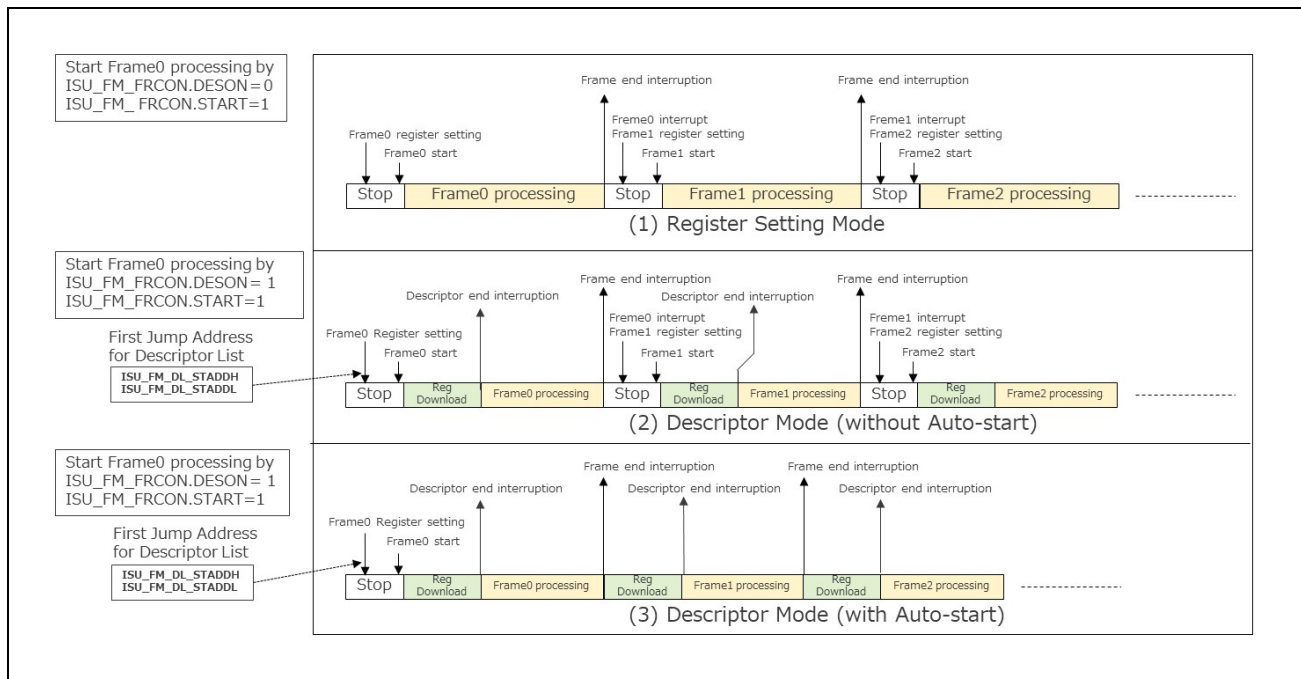 Start Frame0 processing by
ISU_FM_FRCON.DESON=0
ISU_FM_ FRCON.START=1
Frame end interruption
Frame end interruption
Frame0 register setting
Frame0 start
Freme0 interrupt
Frame1 register setting
Frame1 start
Freme1 interrupt
Frame2 register setting
Frame2 start
Stop
Frame0 processing
Stop
Frame1 processing
Stop
Frame2 processing
(1) Register Setting Mode
Start Frame0 processing by
ISU_FM_FRCON.DESON= 1
ISU_FM_FRCON.START=1
First Jump Address
for Descriptor List
ISU_FM_DL_STADDH
ISU_FM_DL_STADDL
Frame end interruption
Frame end interruption
Descriptor end interruption
Descriptor end interruption
Frame0 Register setting
Frame0 start
Freme0 interrupt
Frame1 register setting
Frame1 start
Freme1 interrupt
Frame2 register setting
Frame2 start
Stop
Reg
Download
Frame0 processing
Stop
Reg
Download
Frame1 processing
Stop
Reg
Download
Frame2 processing
(2) Descriptor Mode (without Auto-start)
Start Frame0 processing by
ISU_FM_FRCON.DESON= 1
ISU_FM_FRCON.START=1
First Jump Address
for Descriptor List
ISU_FM_DL_STADDH
ISU_FM_DL_STADDL
Frame end interruption
Frame end interruption
Descriptor end interruption
Descriptor end interruption
Descriptor end interruption
Frame0 Register setting
Frame0 start
Stop
Reg
Download
Frame0 processing
Reg
Download
Frame1 processing
Reg
Download
Frame2 processing
(3) Descriptor Mode (with Auto-start)